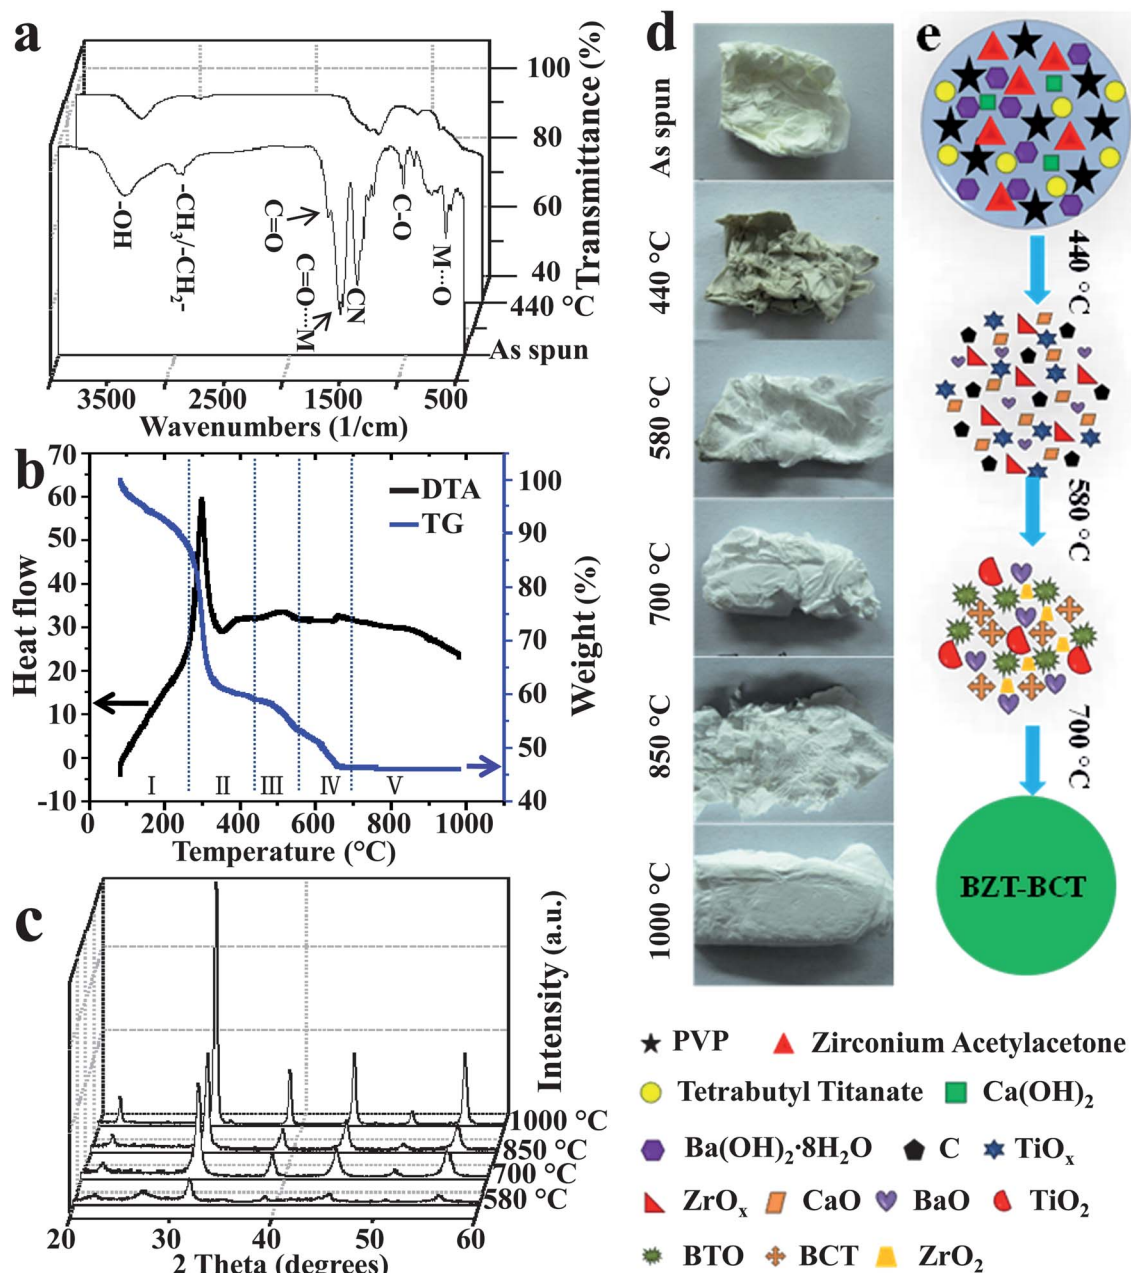 a
100
80
60
40
Transmittance (%)
-OH
-CH₃/-CH₂-
C=O
C=O····M
CN
C-O
M···O
440 °C
As spun
3500
2500
1500
500
Wavenumbers (1/cm)
b
70
60
50
40
30
20
10
0
-10
Heat flow
DTA
TG
100
90
80
70
60
50
40
Weight (%)
I
II
III
IV
V
0
200
400
600
800
1000
Temperature (°C)
c
Intensity (a.u.)
1000 °C
850 °C
700 °C
580 °C
20
30
40
50
60
2 Theta (degrees)
d
As spun
440 °C
580 °C
700 °C
850 °C
1000 °C
e
440 °C
580 °C
700 °C
BZT-BCT
PVP Zirconium Acetylacetone
Tetrabutyl Titanate Ca(OH)₂
Ba(OH)₂·8H₂O C TiOₓ
ZrOₓ CaO BaO TiO₂
BTO BCT ZrO₂